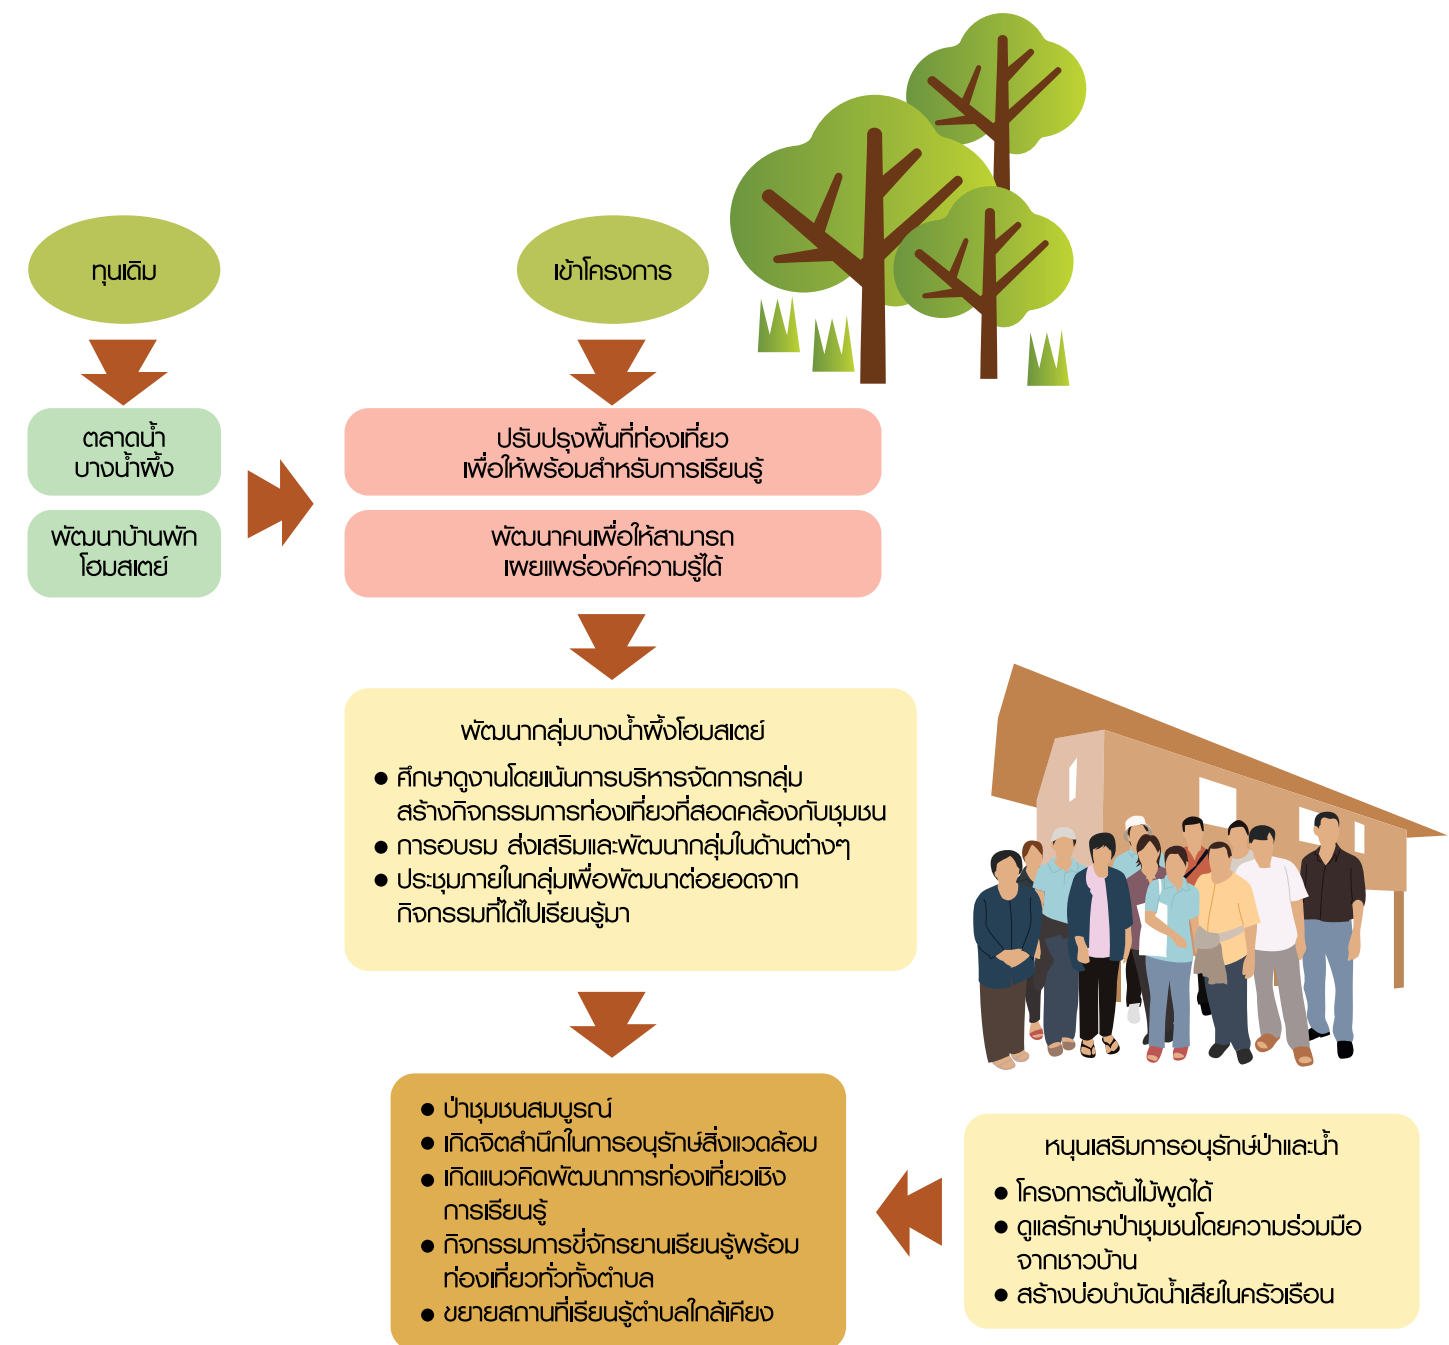 ทุนเดิม
เข้าโครงการ
ตลาดน้ำ
บางน้ำผึ้ง
พัฒนาบ้านพัก
โฮมสเตย์
ปรับปรุงพื้นที่ท่องเที่ยว
เพื่อให้พร้อมสำหรับการเรียนรู้
พัฒนาคนเพื่อให้สามารถ
เผยแพร่องค์ความรู้ได้
พัฒนากลุ่มบางน้ำผึ้งโฮมสเตย์
● ศึกษาดูงานโดยเน้นการบริหารจัดการกลุ่ม
สร้างกิจกรรมการท่องเที่ยวที่สอดคล้องกับชุมชน
● การอบรม ส่งเสริมและพัฒนากลุ่มในด้านต่างๆ
● ประชุมภายในกลุ่มเพื่อพัฒนาต่อยอดจาก
กิจกรรมที่ได้ไปเรียนรู้มา
● ป่าชุมชนสมบูรณ์
● เกิดจิตสำนึกในการอนุรักษ์สิ่งแวดล้อม
● เกิดแนวคิดพัฒนาการท่องเที่ยวเชิง
การเรียนรู้
● กิจกรรมการขี่จักรยานเรียนรู้พร้อม
ท่องเที่ยวทั่วทั้งตำบล
● ขยายสถานที่เรียนรู้ตำบลใกล้เคียง
หนุนเสริมการอนุรักษ์ป่าและน้ำ
● โครงการต้นไม้พูดได้
● ดูแลรักษาป่าชุมชนโดยความร่วมมือ
จากชาวบ้าน
● สร้างบ่อบำบัดน้ำเสียในครัวเรือน